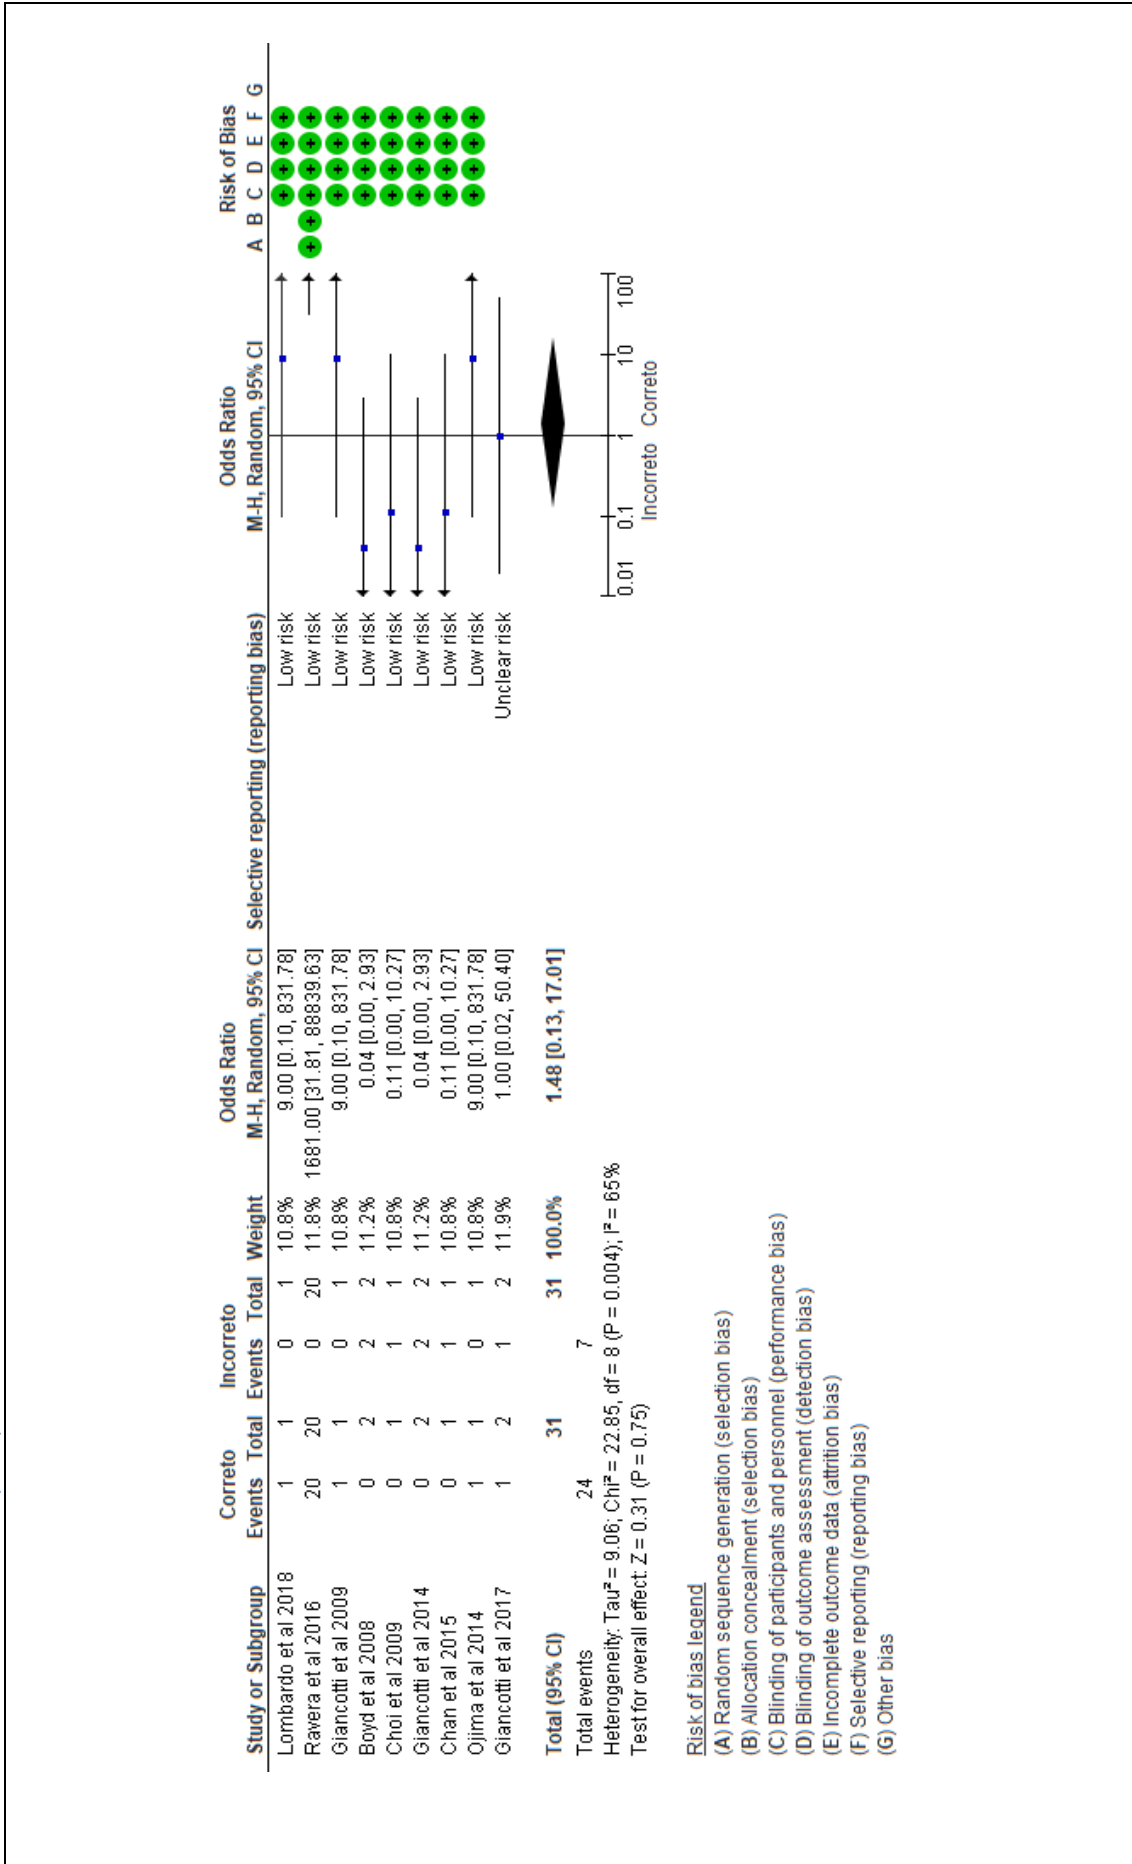 Correto Incorreto Odds Ratio Odds Ratio Risk of Bias
Study or Subgroup Events Total Events Total Weight M-H, Random, 95% CI Selective reporting (reporting bias) M-H, Random, 95% CI A B C D E F G
Lombardo et al 2018 1 1 0 1 10.8% 9.00 [0.10, 831.78] Low risk + + + +
Ravera et al 2016 20 20 0 20 11.8% 1681.00 [31.81, 88839.63] Low risk + + + + + +
Giancotti et al 2009 1 1 0 1 10.8% 9.00 [0.10, 831.78] Low risk + + + +
Boyd et al 2008 0 2 2 2 11.2% 0.04 [0.00, 2.93] Low risk + + + +
Choi et al 2009 0 1 1 1 10.8% 0.11 [0.00, 10.27] Low risk + + + +
Giancotti et al 2014 0 2 2 2 11.2% 0.04 [0.00, 2.93] Low risk + + + +
Chan et al 2015 0 1 1 1 10.8% 0.11 [0.00, 10.27] Low risk + + + +
Ojima et al 2014 1 1 0 1 10.8% 9.00 [0.10, 831.78] Low risk + + + +
Giancotti et al 2017 1 2 1 2 11.9% 1.00 [0.02, 50.40] Unclear risk
Total (95% CI) 31 31 100.0% 1.48 [0.13, 17.01]
Total events 24 7
Heterogeneity: Tau² = 9.06; Chi² = 22.85, df = 8 (P = 0.004); I² = 65%
Test for overall effect: Z = 0.31 (P = 0.75)
0.01 0.1 1 10 100
Incorreto Correto
Risk of bias legend
(A) Random sequence generation (selection bias)
(B) Allocation concealment (selection bias)
(C) Blinding of participants and personnel (performance bias)
(D) Blinding of outcome assessment (detection bias)
(E) Incomplete outcome data (attrition bias)
(F) Selective reporting (reporting bias)
(G) Other bias